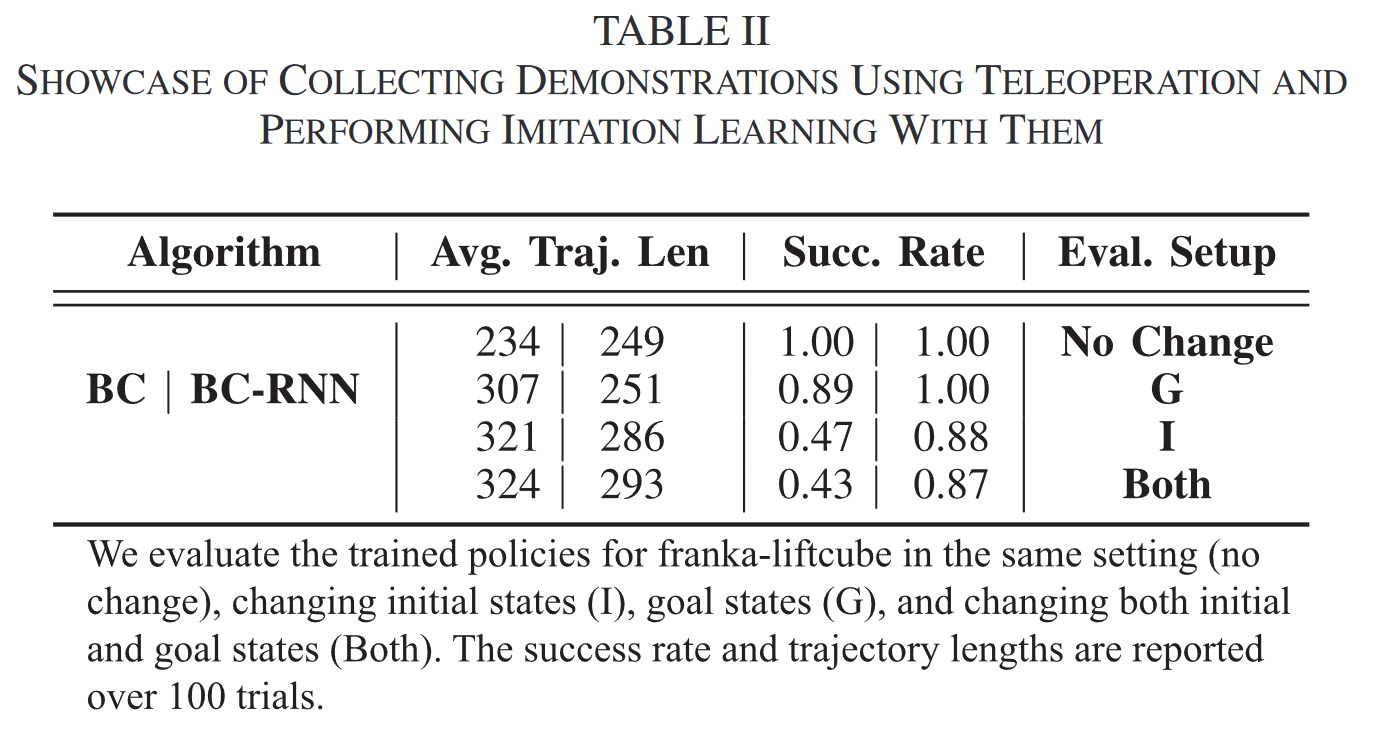 TABLE II
SHOWCASE OF COLLECTING DEMONSTRATIONS USING TELEOPERATION AND
PERFORMING IMITATION LEARNING WITH THEM
Algorithm | Avg. Traj. Len | Succ. Rate | Eval. Setup
234 | 249 | 1.00 | 1.00 | No Change
BC | BC-RNN | 307 | 251 | 0.89 | 1.00 | G
321 | 286 | 0.47 | 0.88 | I
324 | 293 | 0.43 | 0.87 | Both
We evaluate the trained policies for franka-liftcube in the same setting (no
change), changing initial states (I), goal states (G), and changing both initial
and goal states (Both). The success rate and trajectory lengths are reported
over 100 trials.